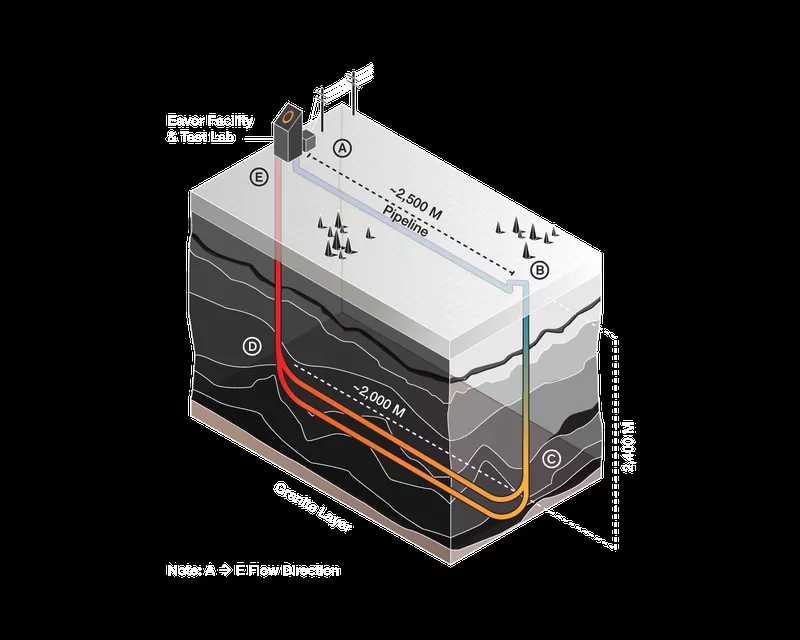 Eavor Facility
& Test Lab
A
E
~2,500 M
Pipeline
B
D
~2,000 M
C
2,400 M
Granite Layer
Note: A → E Flow Direction